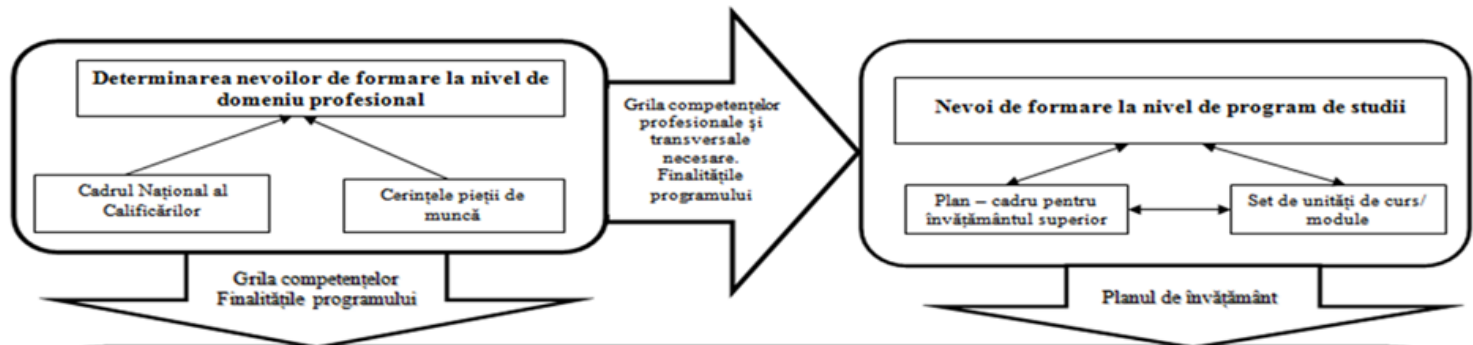 Determinarea nevoilor de formare la nivel de
domeniu profesional
Cadrul Național al
Calificărilor
Cerințele pieții de
muncă
Grila competențelor
Finalitățile programului
Grila competențelor
profesionale şi
transversale
necesare.
Finalitățile
programului
Nevoi de formare la nivel de program de studii
Plan – cadru pentru
învățământul superior
Set de unități de curs/
module
Planul de învățământ